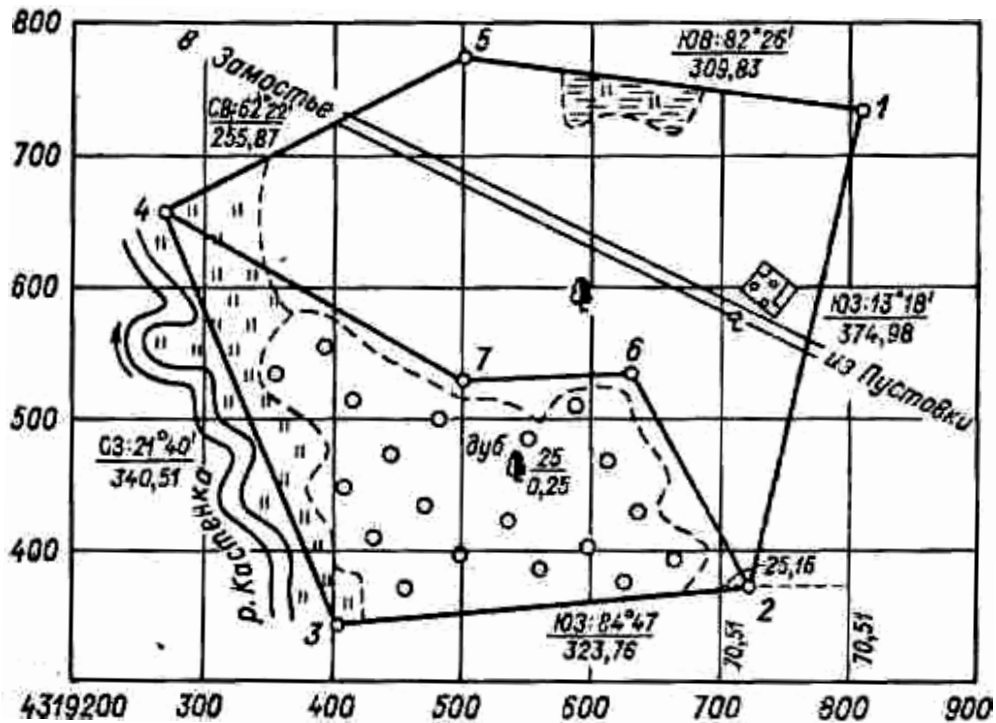 800
5
ЮВ:82°26'
309,83
в Замостье
СВ:62°22'
255,87
1
700
4
600
ЮЗ:13°18'
374,98
7
6
из Пустовки
500
дуб
25
0,25
СЗ:21°40'
340,51
р. Кастенка
400
25,16
2
3
ЮЗ:84°47
323,76
70,51
70,51
4319200 300 400 500 600 700 800 900